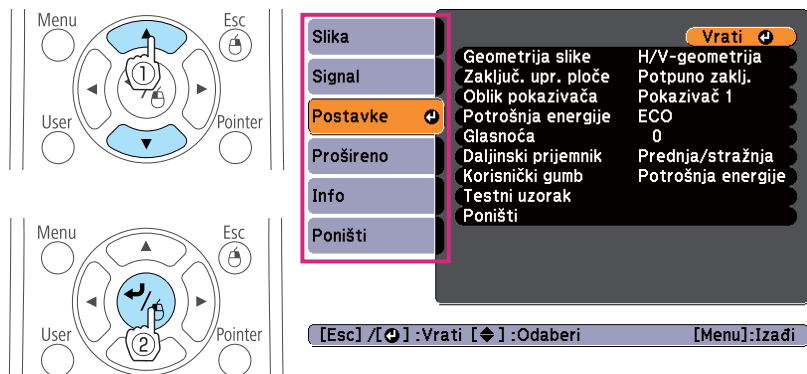 Menu
Esc
①
User
Pointer
Menu
Esc
User
Pointer
②
Slika
Signal
Postavke
Prošireno
Info
Poništi
Vrati
Geometrija slike H/V-geometrija
Zaključ. upr. ploče Potpuno zaklj.
Oblik pokazivača Pokazivač 1
Potrošnja energije ECO
Glasnoća 0
Daljinski prijemnik Prednja/stražnja
Korisnički gumb Potrošnja energije
Testni uzorak
Poništi
[Esc] /[⏎] :Vrati [◆] :Odaberi [Menu]:Izađi